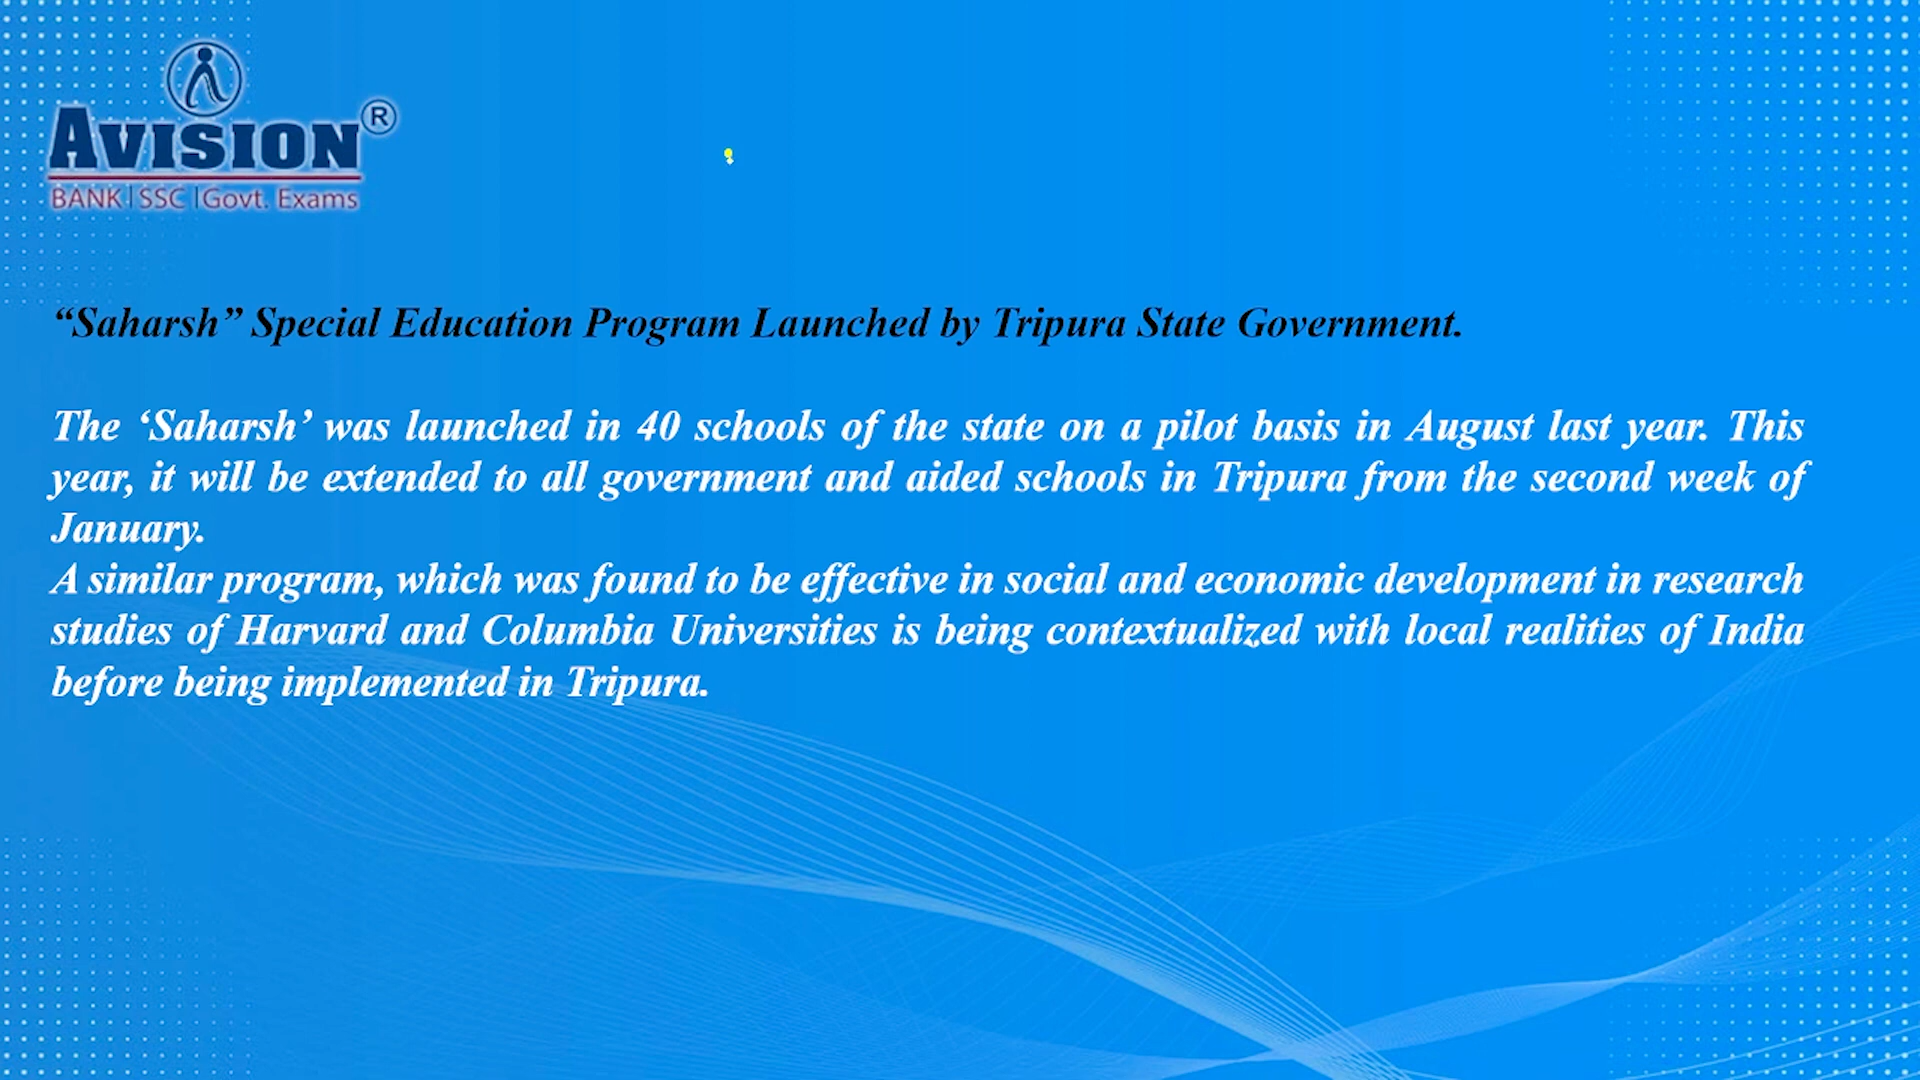 AVISION®
BANK | SSC | Govt. Exams
“Saharsh” Special Education Program Launched by Tripura State Government.
The ‘Saharsh’ was launched in 40 schools of the state on a pilot basis in August last year. This
year, it will be extended to all government and aided schools in Tripura from the second week of
January.
A similar program, which was found to be effective in social and economic development in research
studies of Harvard and Columbia Universities is being contextualized with local realities of India
before being implemented in Tripura.